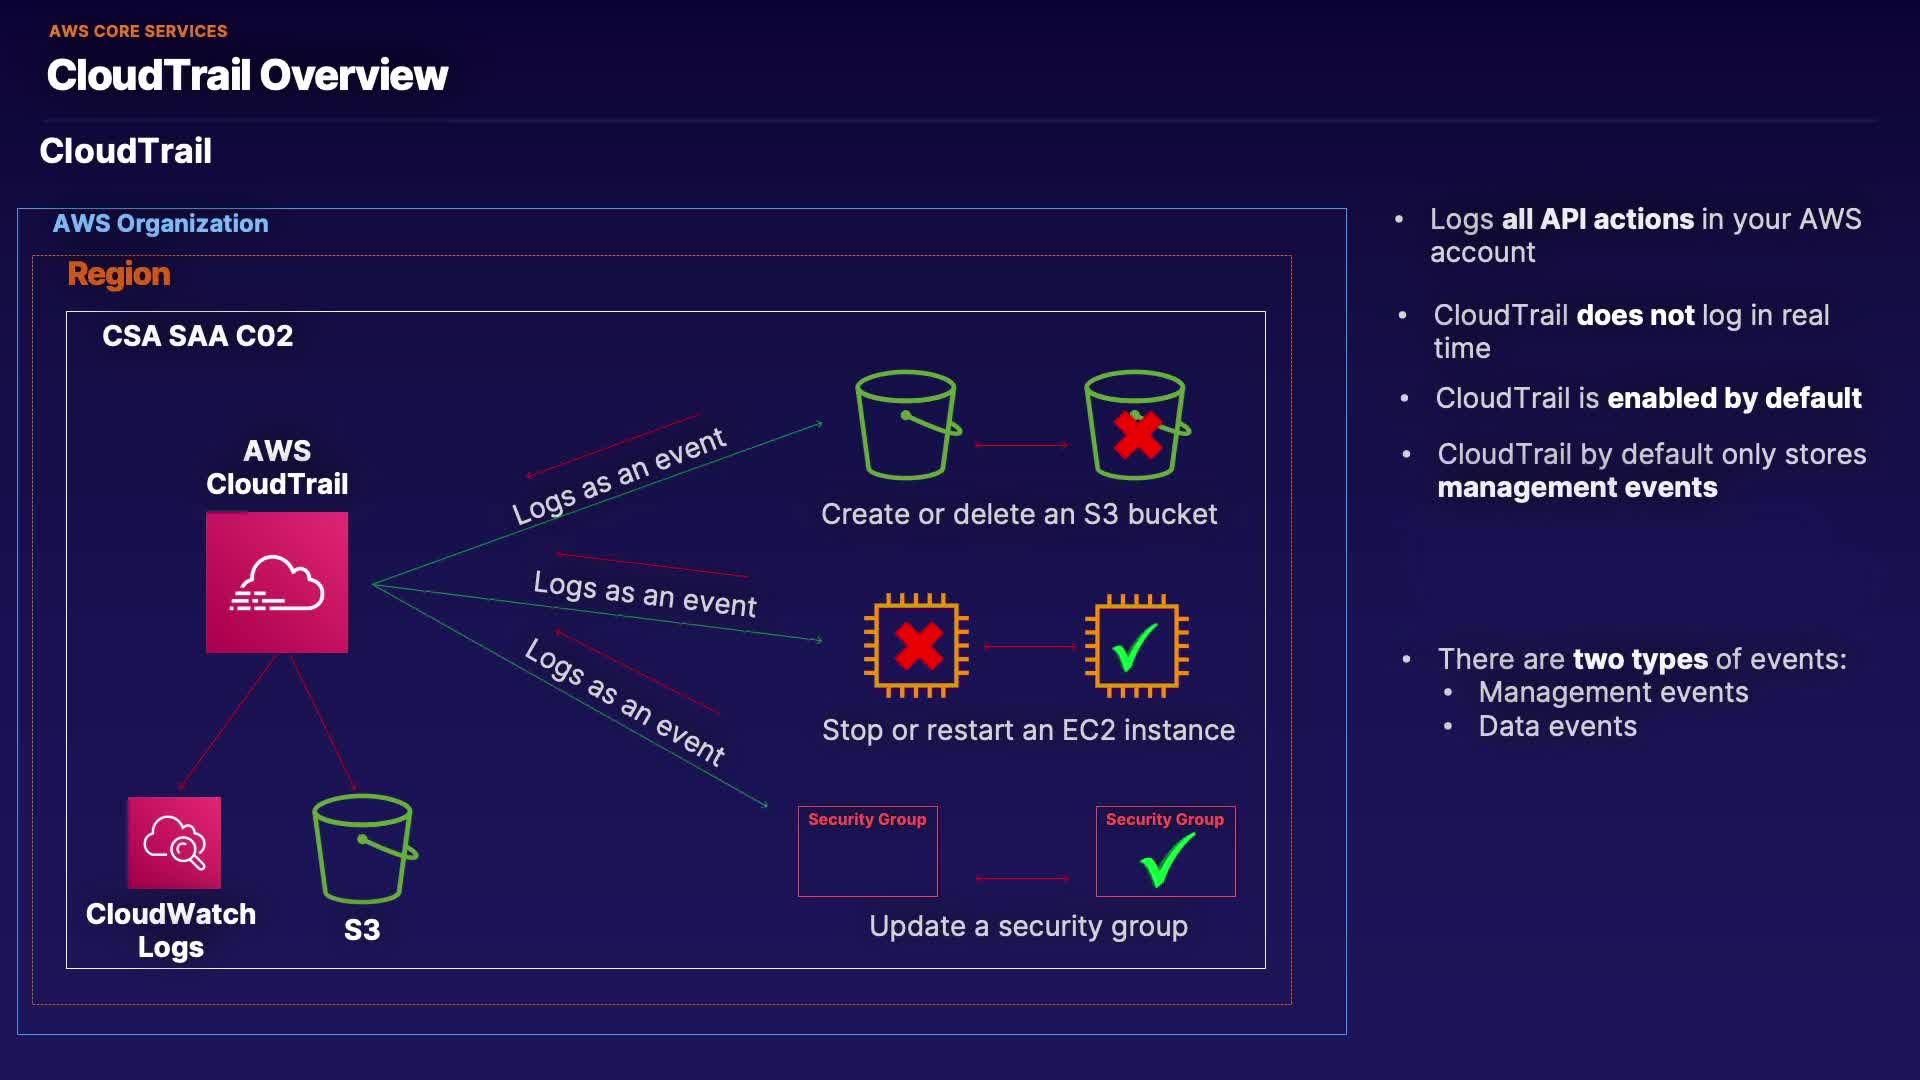 AWS CORE SERVICES
CloudTrail Overview
CloudTrail
AWS Organization
Region
CSA SAA C02
AWS
CloudTrail
Logs as an event
Create or delete an S3 bucket
Logs as an event
Stop or restart an EC2 instance
Logs as an event
Security Group
Security Group
Update a security group
CloudWatch
Logs
S3
• Logs all API actions in your AWS
account
• CloudTrail does not log in real
time
• CloudTrail is enabled by default
• CloudTrail by default only stores
management events
• There are two types of events:
• Management events
• Data events